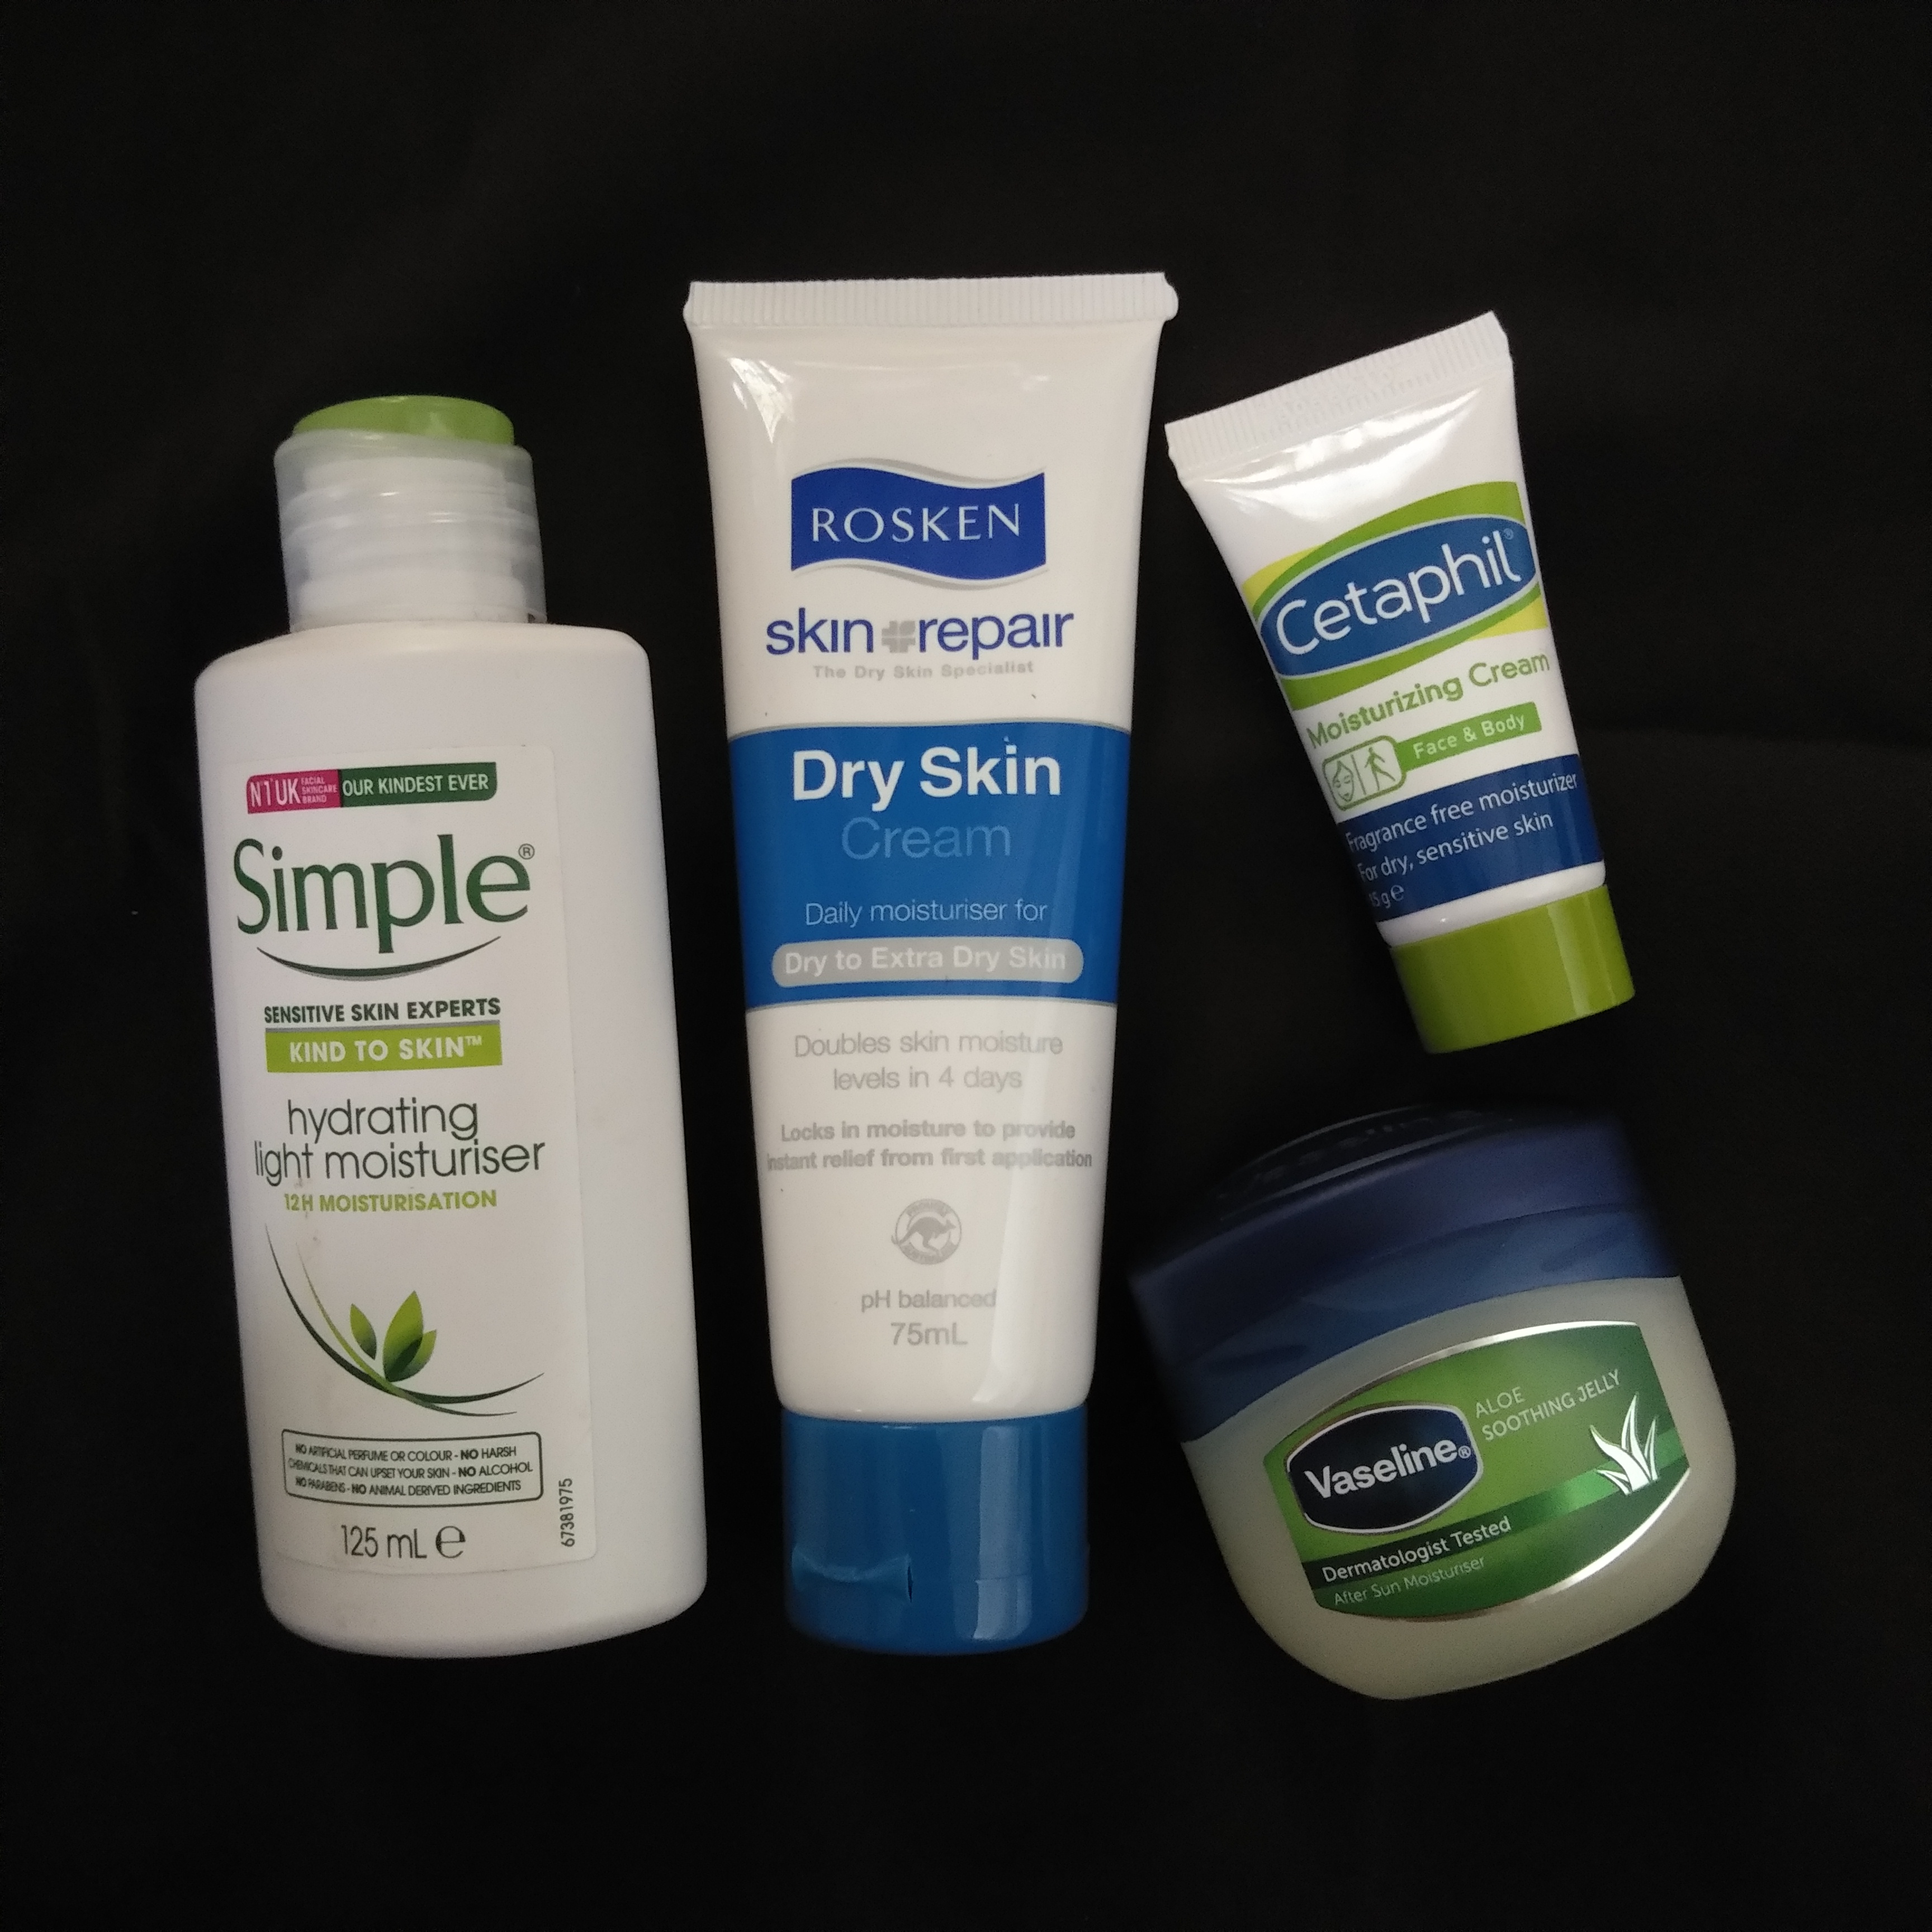 N°1 UK FACIAL SKINCARE BRAND OUR KINDEST EVER
Simple®
SENSITIVE SKIN EXPERTS
KIND TO SKIN™
hydrating
light moisturiser
12H MOISTURISATION
NO ARTIFICIAL PERFUME OR COLOUR - NO HARSH
CHEMICALS THAT CAN UPSET YOUR SKIN - NO ALCOHOL
NO PARABENS - NO ANIMAL DERIVED INGREDIENTS
125 mL e
67381975
ROSKEN
skin repair
The Dry Skin Specialist
Dry Skin
Cream
Daily moisturiser for
Dry to Extra Dry Skin
Doubles skin moisture
levels in 4 days
Locks in moisture to provide
instant relief from first application
pH balanced
75mL
Cetaphil®
Moisturizing Cream
Face & Body
Fragrance free moisturizer
For dry, sensitive skin
15g e
Vaseline®
ALOE
SOOTHING JELLY
Dermatologist Tested
After Sun Moisturiser